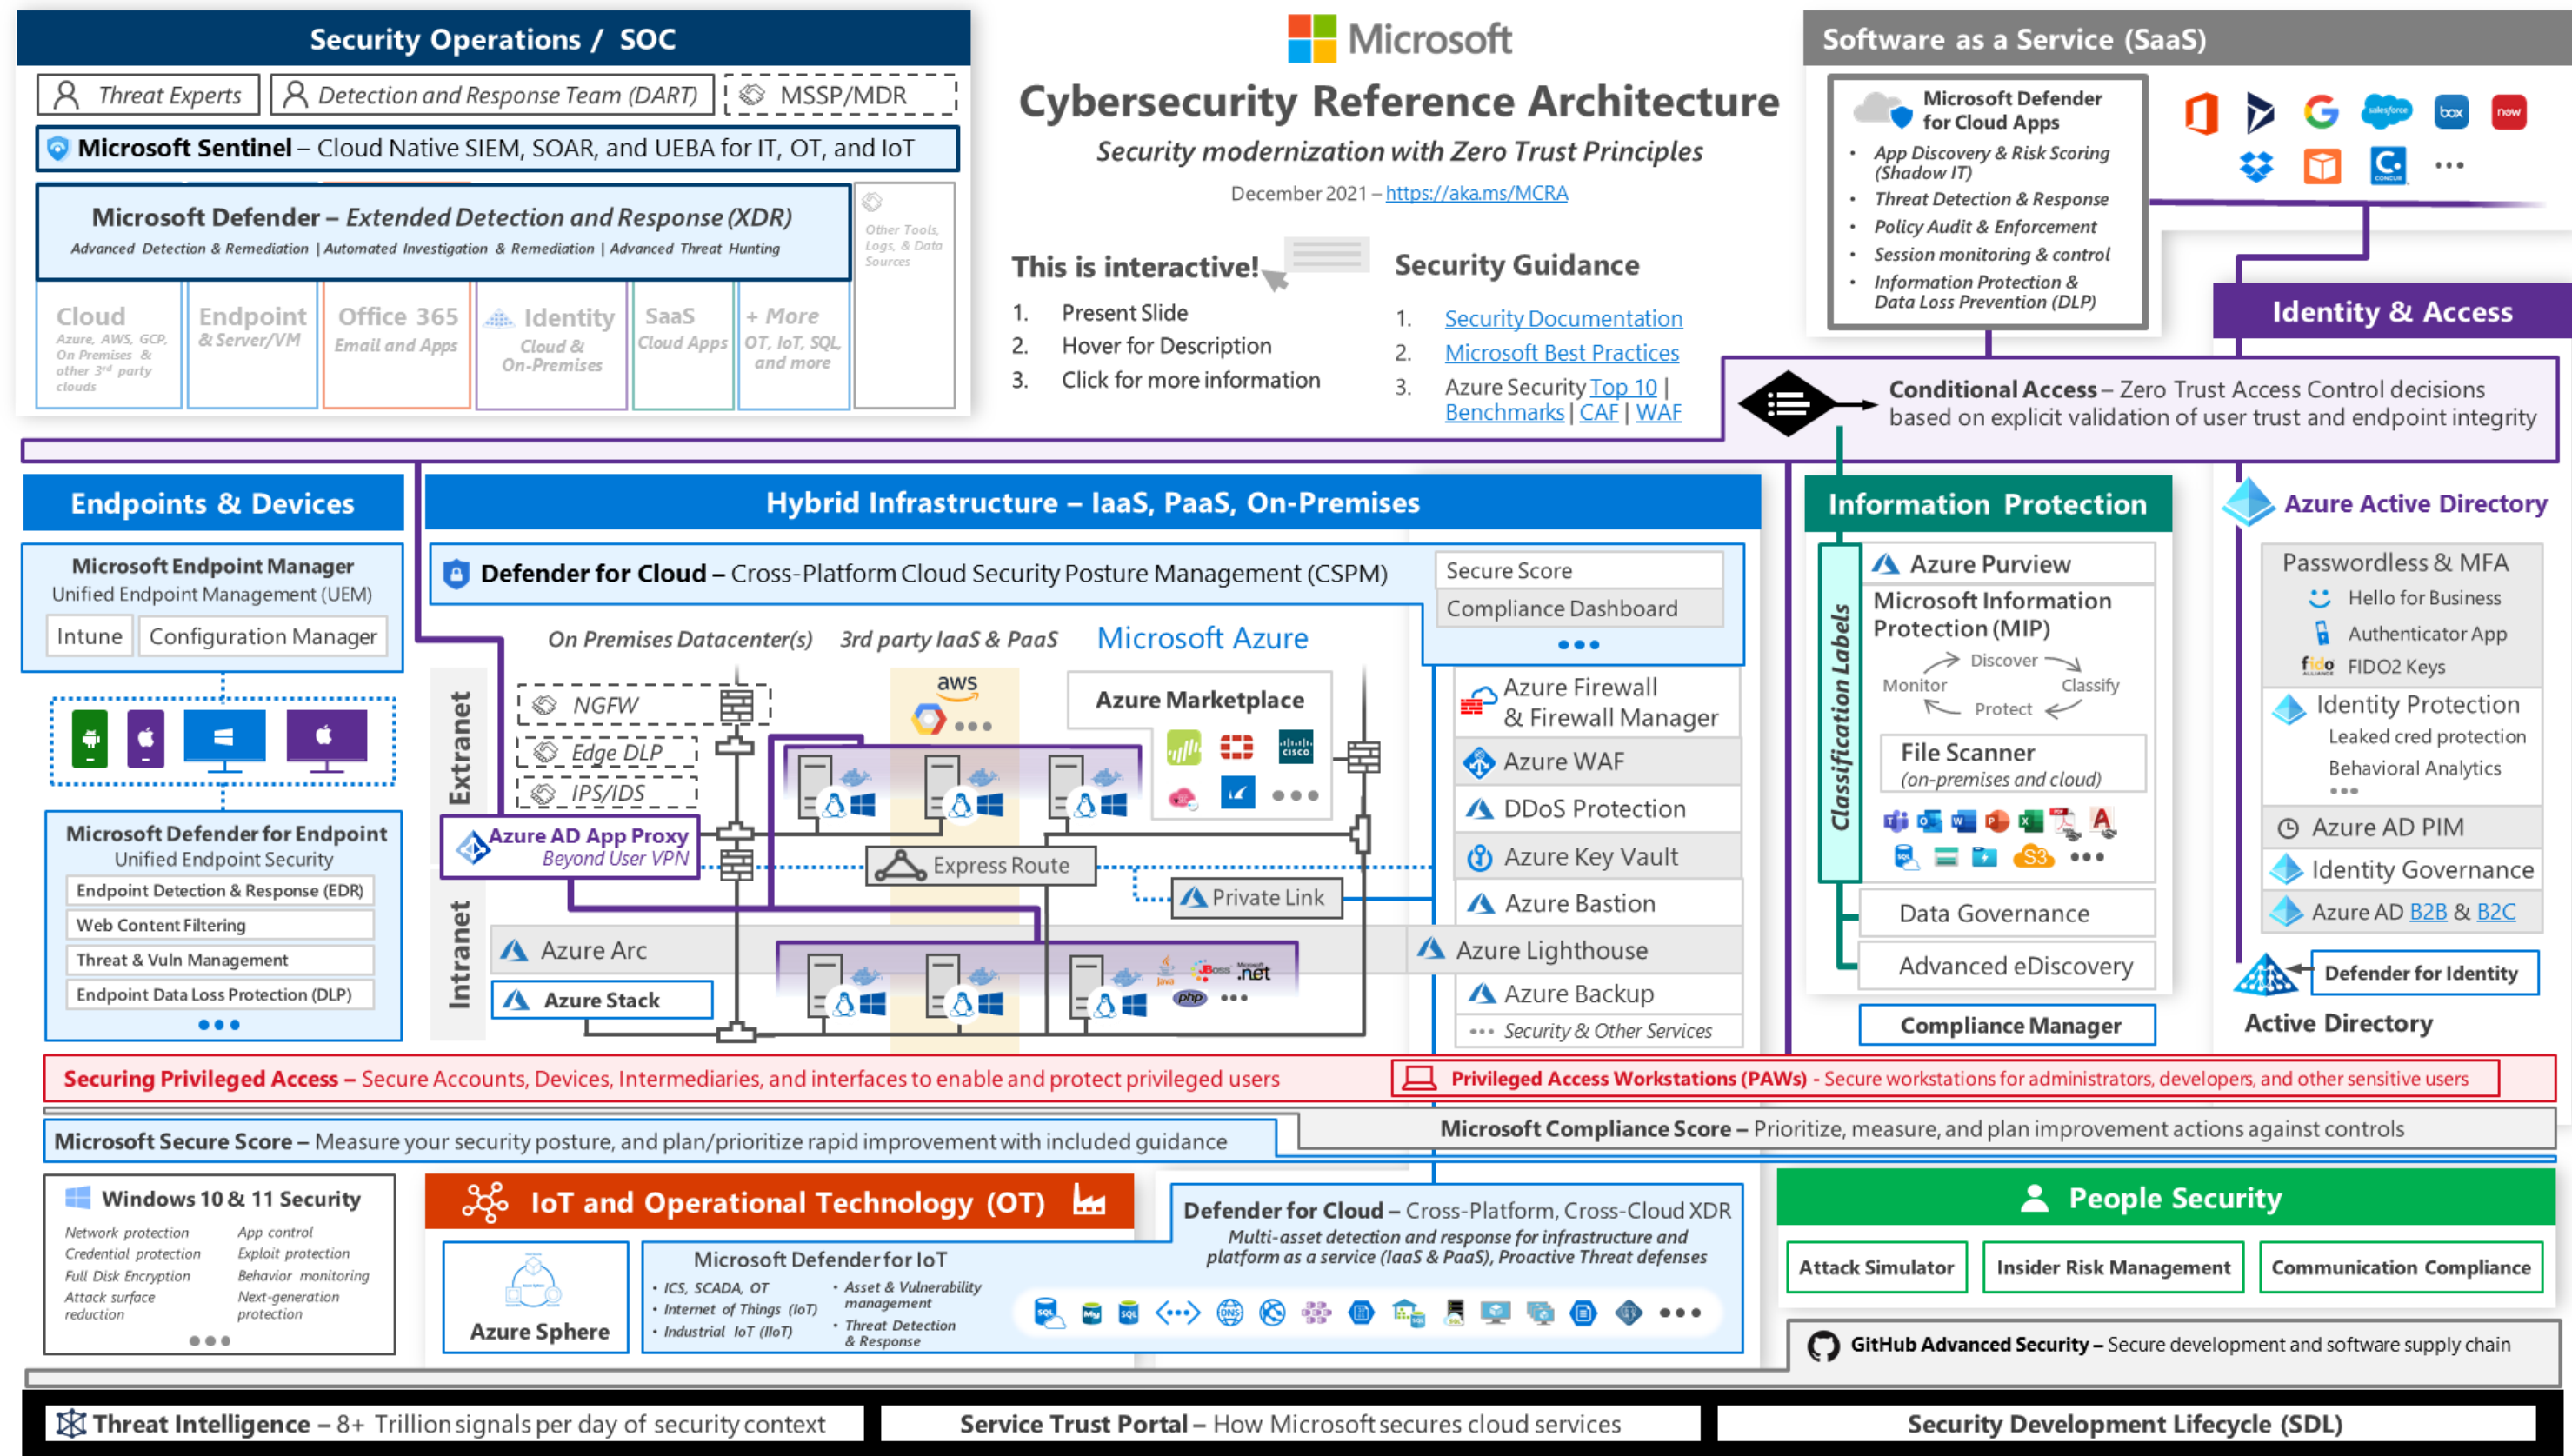 Security Operations / SOC
Threat Experts
Detection and Response Team (DART)
MSSP/MDR
Microsoft Sentinel – Cloud Native SIEM, SOAR, and UEBA for IT, OT, and IoT
Microsoft Defender – Extended Detection and Response (XDR)
Advanced Detection & Remediation | Automated Investigation & Remediation | Advanced Threat Hunting
Other Tools,
Logs, & Data
Sources
Cloud
Azure, AWS, GCP,
On Premises &
other 3rd party
clouds
Endpoint
& Server/VM
Office 365
Email and Apps
Identity
Cloud &
On-Premises
SaaS
Cloud Apps
+ More
OT, IoT, SQL,
and more
Microsoft
Cybersecurity Reference Architecture
Security modernization with Zero Trust Principles
December 2021 – https://aka.ms/MCRA
This is interactive!
1. Present Slide
2. Hover for Description
3. Click for more information
Security Guidance
1. Security Documentation
2. Microsoft Best Practices
3. Azure Security Top 10 |
Benchmarks | CAF | WAF
Software as a Service (SaaS)
Microsoft Defender
for Cloud Apps
• App Discovery & Risk Scoring
(Shadow IT)
• Threat Detection & Response
• Policy Audit & Enforcement
• Session monitoring & control
• Information Protection &
Data Loss Prevention (DLP)
salesforce
box
now
CONCUR
Identity & Access
Conditional Access – Zero Trust Access Control decisions
based on explicit validation of user trust and endpoint integrity
Endpoints & Devices
Microsoft Endpoint Manager
Unified Endpoint Management (UEM)
Intune
Configuration Manager
Microsoft Defender for Endpoint
Unified Endpoint Security
Endpoint Detection & Response (EDR)
Web Content Filtering
Threat & Vuln Management
Endpoint Data Loss Protection (DLP)
Hybrid Infrastructure – IaaS, PaaS, On-Premises
Defender for Cloud – Cross-Platform Cloud Security Posture Management (CSPM)
Secure Score
Compliance Dashboard
On Premises Datacenter(s)
3rd party IaaS & PaaS
Microsoft Azure
Extranet
NGFW
Edge DLP
IPS/IDS
aws
Azure Marketplace
CISCO
Azure AD App Proxy
Beyond User VPN
Express Route
Private Link
Intranet
Azure Arc
Azure Stack
Java
JBoss
Microsoft
.net
php
Azure Firewall
& Firewall Manager
Azure WAF
DDoS Protection
Azure Key Vault
Azure Bastion
Azure Lighthouse
Azure Backup
Security & Other Services
Information Protection
Classification Labels
Azure Purview
Microsoft Information
Protection (MIP)
Discover
Monitor
Classify
Protect
File Scanner
(on-premises and cloud)
SQL
S3
Data Governance
Advanced eDiscovery
Compliance Manager
Azure Active Directory
Passwordless & MFA
Hello for Business
Authenticator App
fido
ALLIANCE
FIDO2 Keys
Identity Protection
Leaked cred protection
Behavioral Analytics
Azure AD PIM
Identity Governance
Azure AD B2B & B2C
Defender for Identity
Active Directory
Securing Privileged Access – Secure Accounts, Devices, Intermediaries, and interfaces to enable and protect privileged users
Privileged Access Workstations (PAWs) - Secure workstations for administrators, developers, and other sensitive users
Microsoft Secure Score – Measure your security posture, and plan/prioritize rapid improvement with included guidance
Microsoft Compliance Score – Prioritize, measure, and plan improvement actions against controls
Windows 10 & 11 Security
Network protection
Credential protection
Full Disk Encryption
Attack surface
reduction
App control
Exploit protection
Behavior monitoring
Next-generation
protection
IoT and Operational Technology (OT)
Azure Sphere
Microsoft Defender for IoT
• ICS, SCADA, OT
• Internet of Things (IoT)
• Industrial IoT (IIoT)
• Asset & Vulnerability
management
• Threat Detection
& Response
Defender for Cloud – Cross-Platform, Cross-Cloud XDR
Multi-asset detection and response for infrastructure and
platform as a service (IaaS & PaaS), Proactive Threat defenses
SQL
My
SQL
DNS
People Security
Attack Simulator
Insider Risk Management
Communication Compliance
GitHub Advanced Security – Secure development and software supply chain
Threat Intelligence – 8+ Trillion signals per day of security context
Service Trust Portal – How Microsoft secures cloud services
Security Development Lifecycle (SDL)